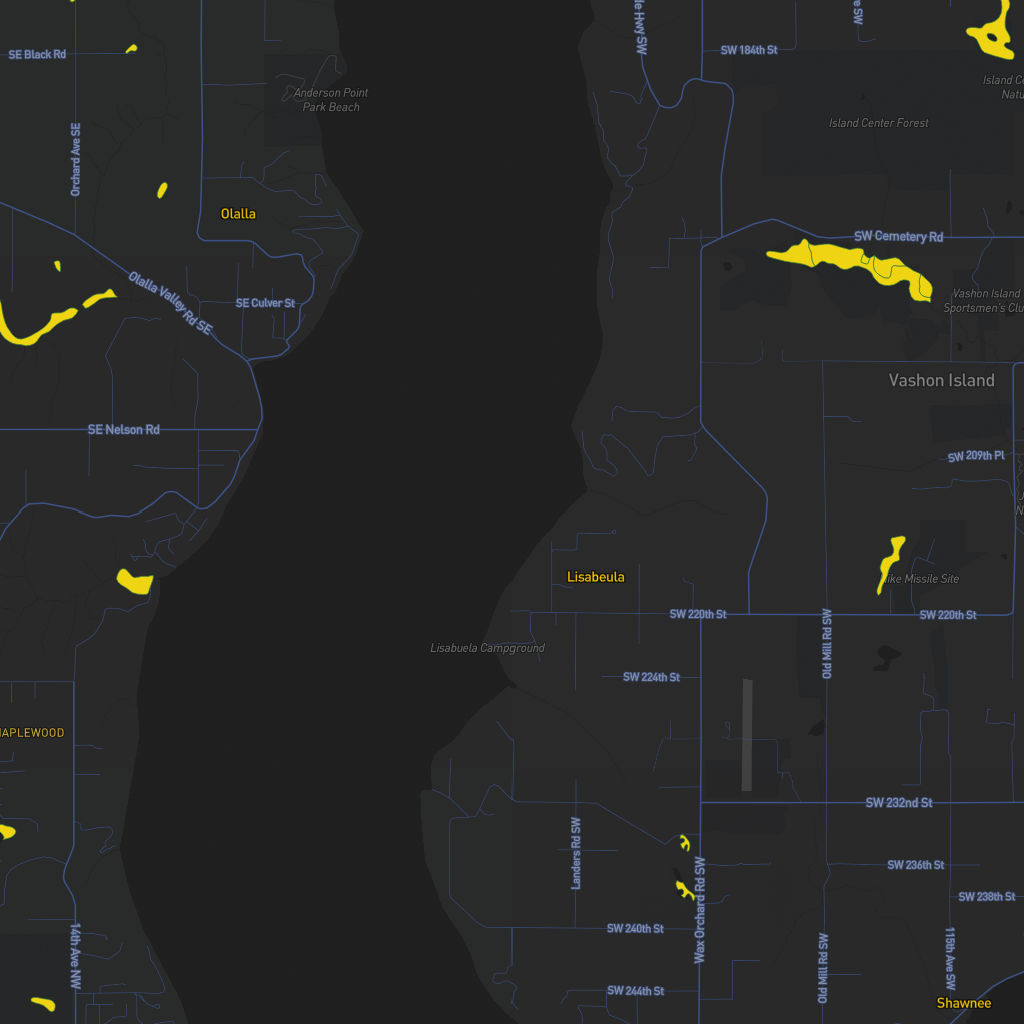 SW 184th St
SE Black Rd
Anderson Point
Park Beach
Island Center Forest
Orchard Ave SE
Olalla
SW Cemetery Rd
Olalla Valley Rd SE
SE Culver St
Vashon Island
Sportsmen's Clu
Vashon Island
SE Nelson Rd
SW 209th Pl
Lisabeula
ike Missile Site
SW 220th St
SW 220th St
Old Mill Rd SW
Lisabuela Campground
SW 224th St
APLEWOOD
SW 232nd St
Landers Rd SW
SW 236th St
SW 238th St
Wax Orchard Rd SW
SW 240th St
14th Ave NW
Old Mill Rd SW
115th Ave SW
SW 244th St
Shawnee